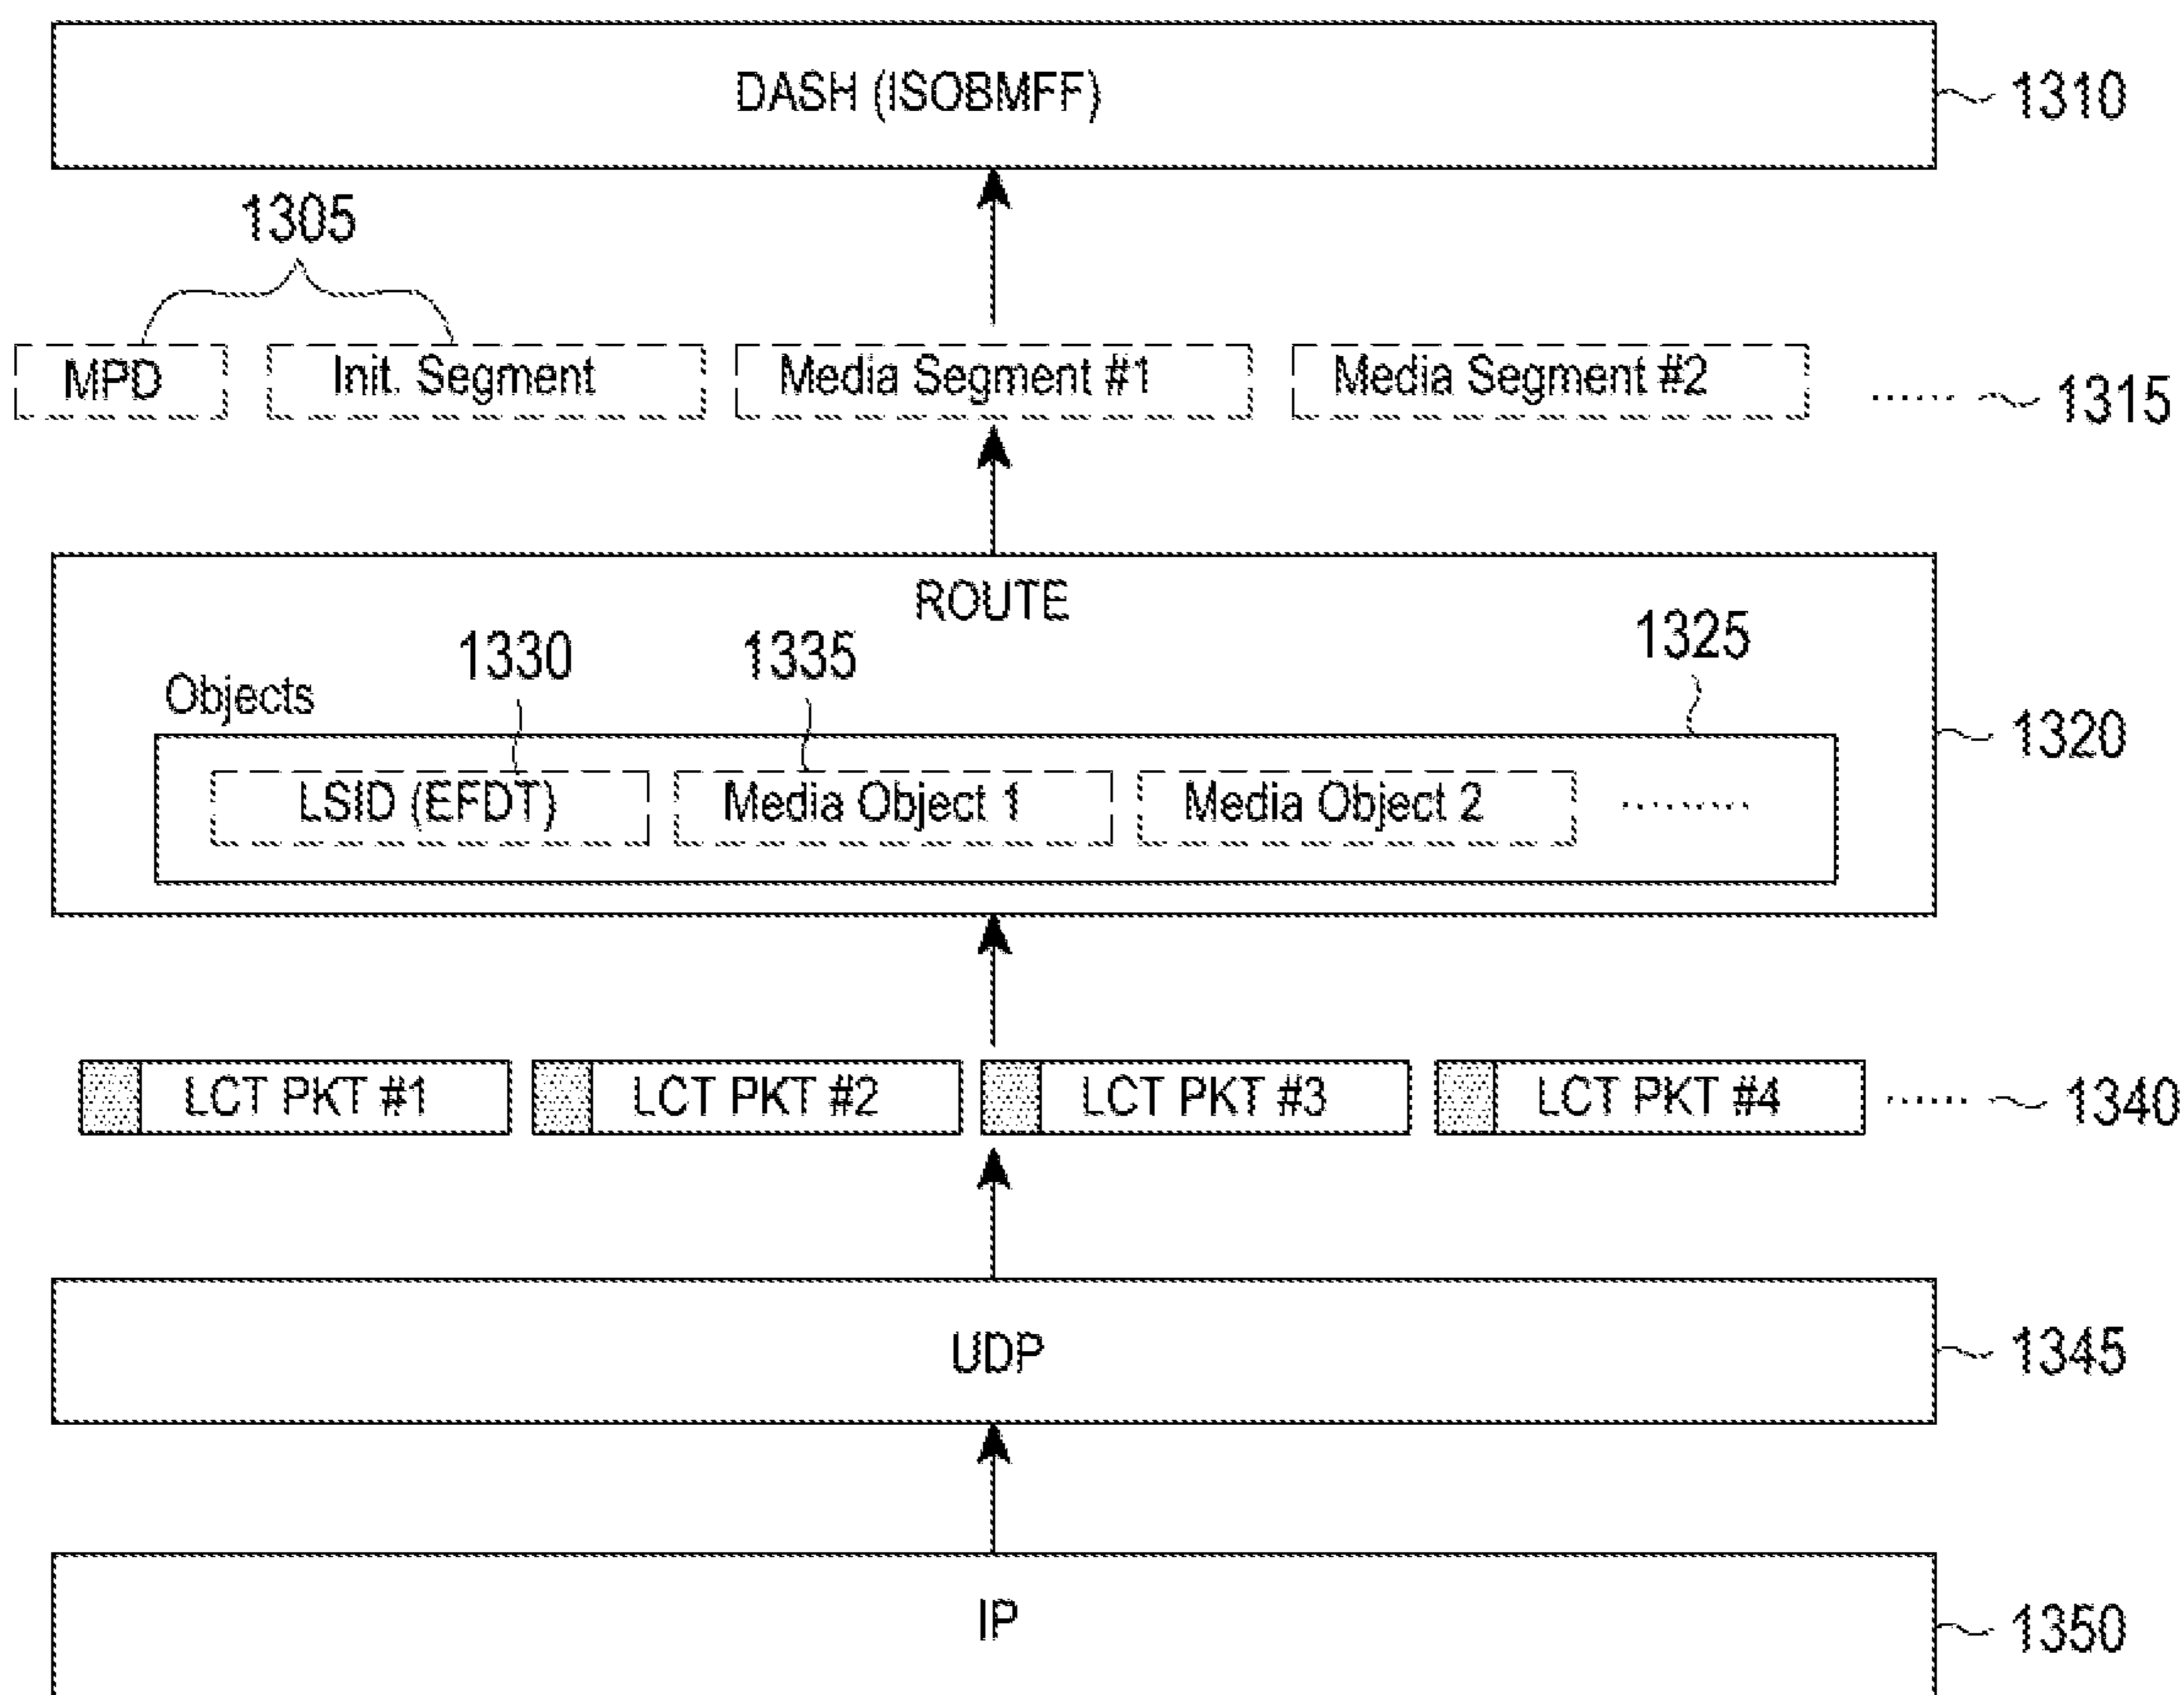 DASH (ISOBMFF)
1310
1305
MPD
Init. Segment
Media Segment #1
Media Segment #2
........ 1315
ROUTE
1330
1335
1325
Objects
1320
LSID (EFDT)
Media Object 1
Media Object 2
............
LCT PKT #1
LCT PKT #2
LCT PKT #3
LCT PKT #4
........ 1340
UDP
1345
IP
1350